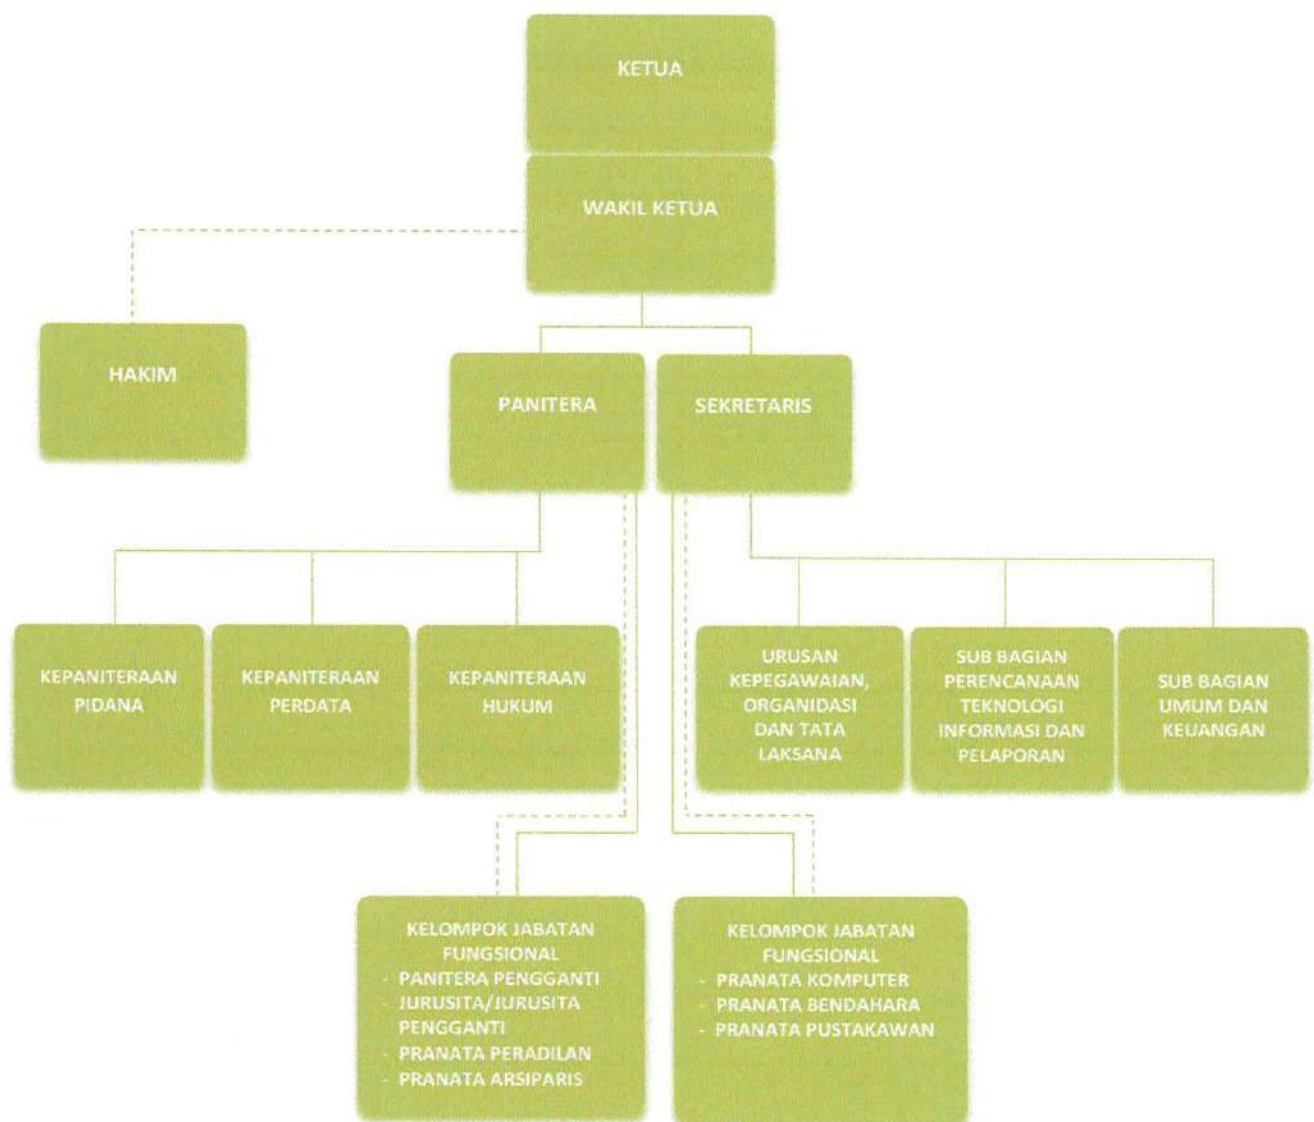 KETUA
WAKIL KETUA
HAKIM
PANITERA
SEKRETARIS
KEPANITERAAN
PIDANA
KEPANITERAAN
PERDATA
KEPANITERAAN
HUKUM
URUSAN
KEPEGAWAIAN,
ORGANIDASI
DAN TATA
LAKSANA
SUB BAGIAN
PERENCANAAN
TEKNOLOGI
INFORMASI DAN
PELAPORAN
SUB BAGIAN
UMUM DAN
KEUANGAN
KELOMPOK JABATAN
FUNGSIONAL
- PANITERA PENGGANTI
- JURUSITA/JURUSITA
PENGGANTI
- PRANATA PERADILAN
- PRANATA ARSIPARIS
KELOMPOK JABATAN
FUNGSIONAL
- PRANATA KOMPUTER
- PRANATA BENDAHARA
- PRANATA PUSTAKAWAN